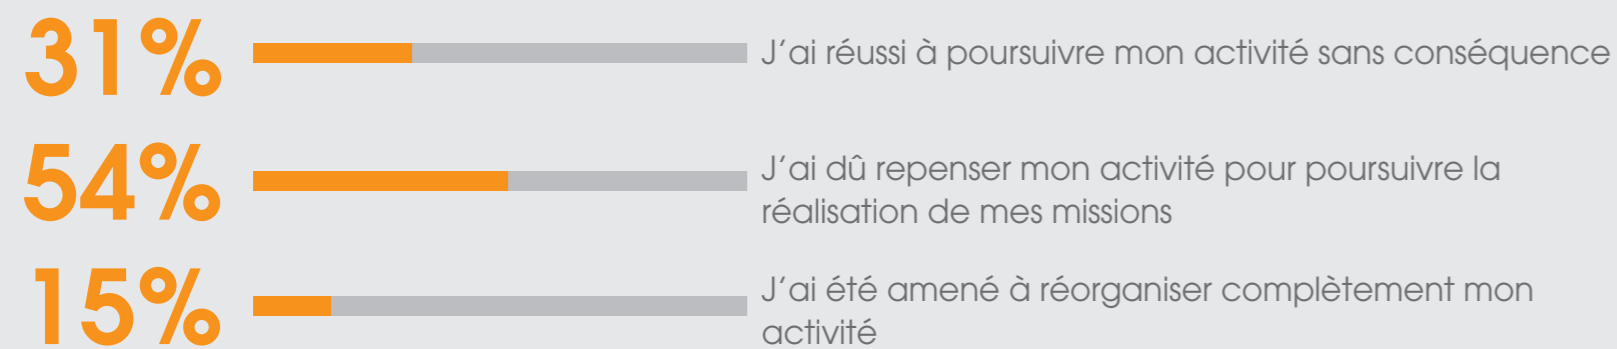 31% J’ai réussi à poursuivre mon activité sans conséquence
54% J’ai dû repenser mon activité pour poursuivre la
réalisation de mes missions
15% J’ai été amené à réorganiser complètement mon
activité